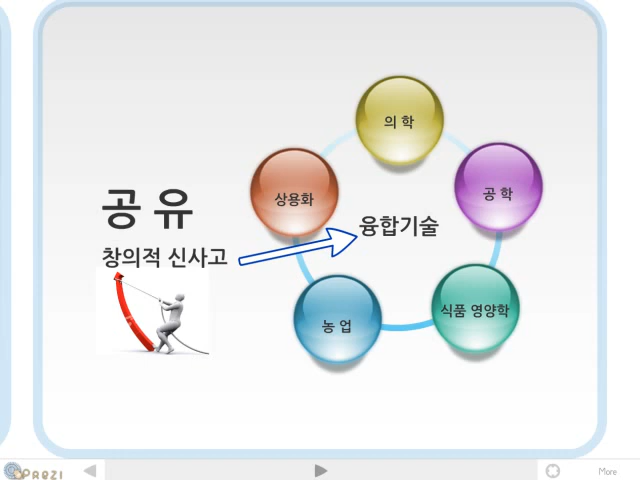 의 학
상용화
공 학
공 유
융합기술
창의적 신사고
식품 영양학
농 업
PREZI
More